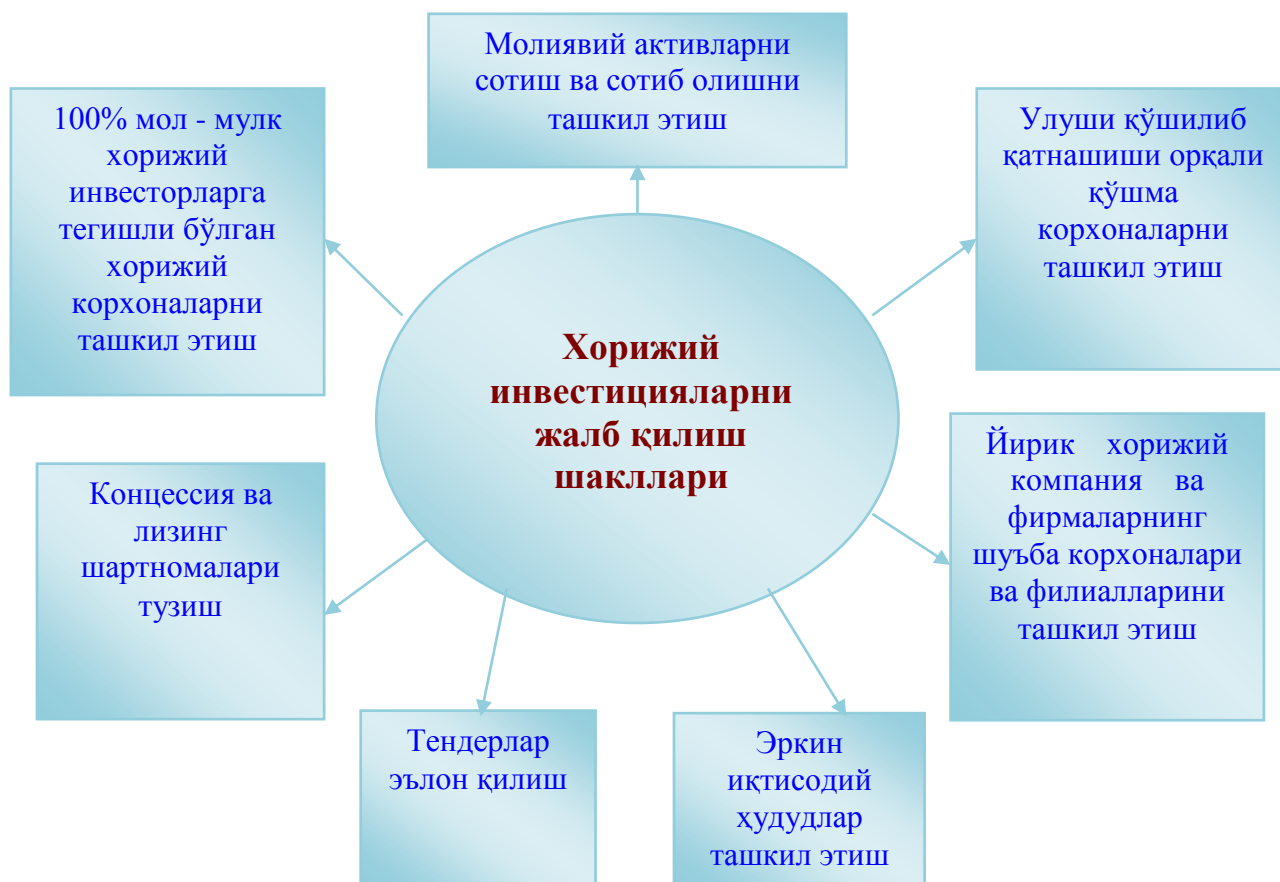 Молиявий активларни
сотиш ва сотиб олишни
ташкил этиш
100% мол - мулк
хорижий
инвесторларга
тегишли бўлган
хорижий
корхоналарни
ташкил этиш
Улуши қўшилиб
қатнашиши орқали
қўшма
корхоналарни
ташкил этиш
Хорижий
инвестицияларни
жалб қилиш
шакллари
Концессия ва
лизинг
шартномалари
тузиш
Йирик хорижий
компания ва
фирмаларнинг
шуъба корхоналари
ва филиалларини
ташкил этиш
Тендерлар
эълон қилиш
Эркин
иқтисодий
ҳудудлар
ташкил этиш